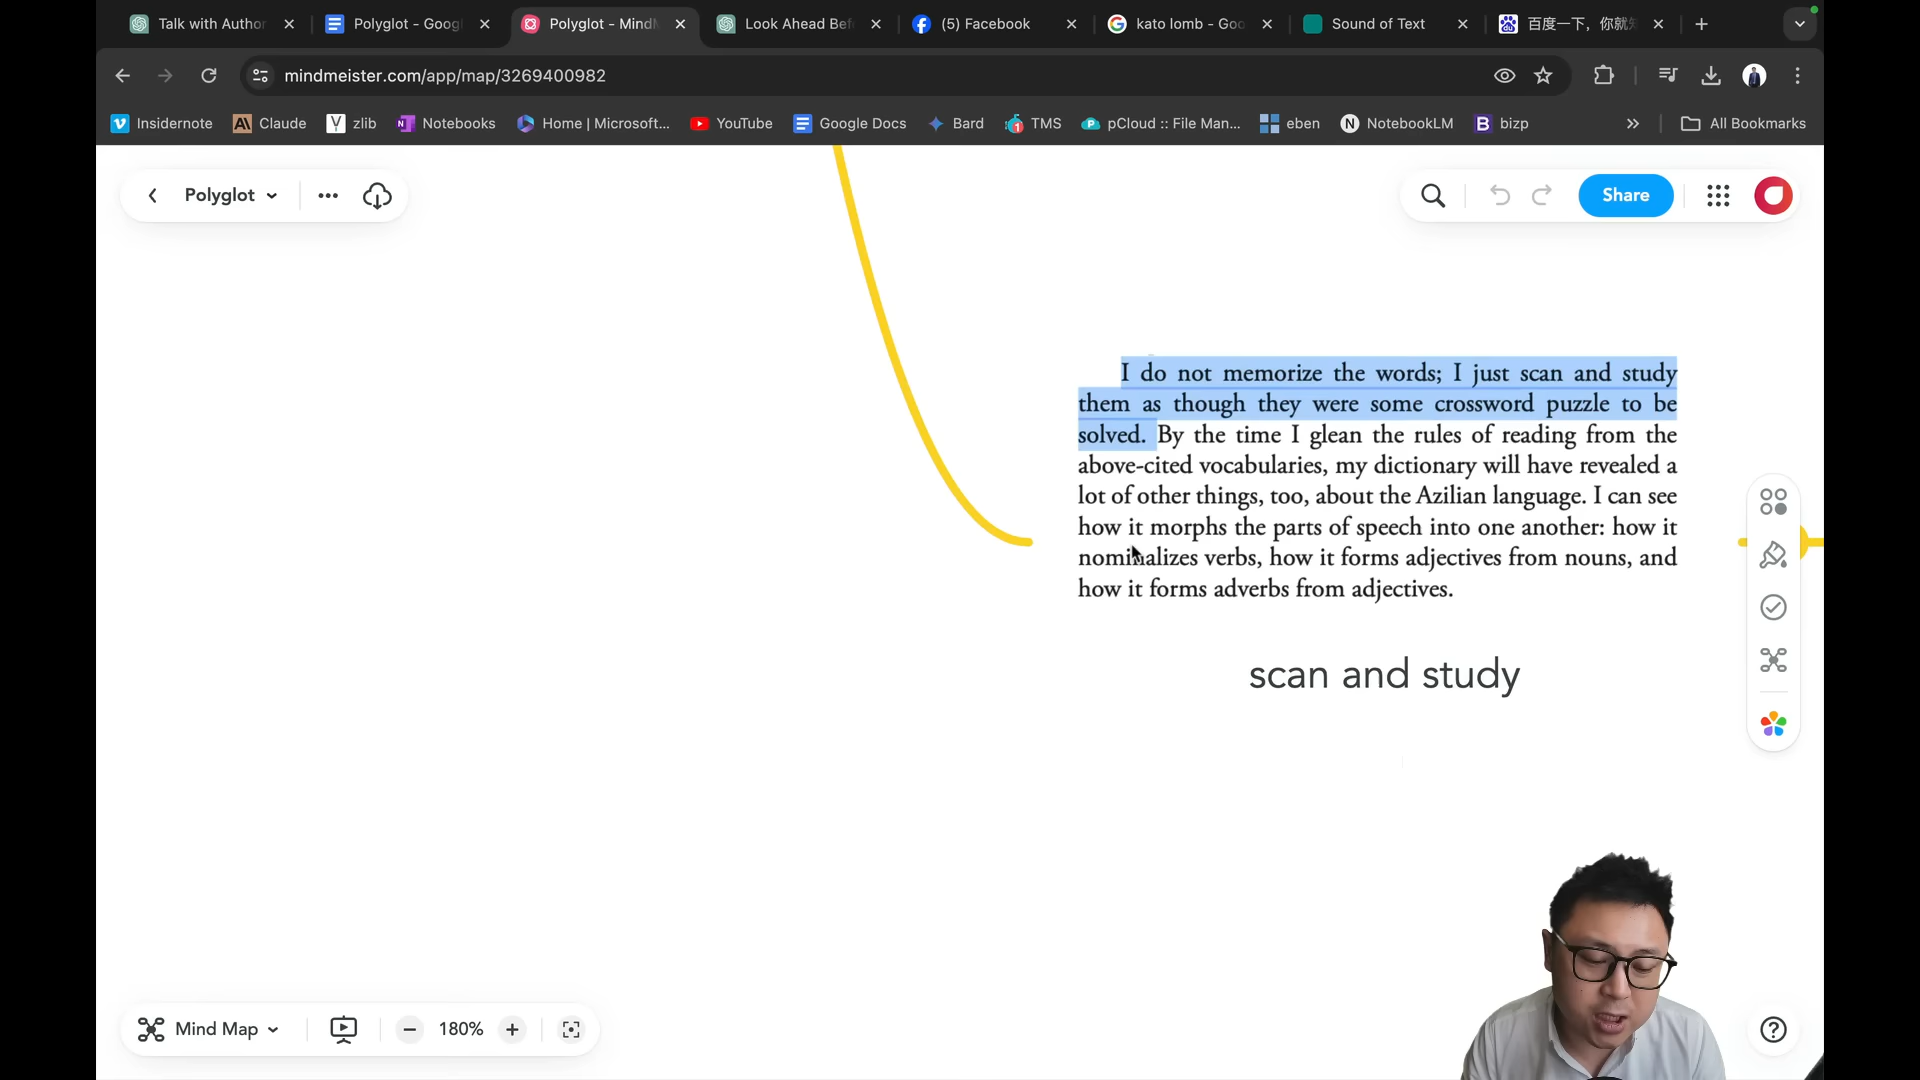 Talk with Author
Polyglot - Googl
Polyglot - MindM
Look Ahead Bef
(5) Facebook
kato lomb - Goo
Sound of Text
百度一下，你就
mindmeister.com/app/map/3269400982
Insidernote
Claude
zlib
Notebooks
Home | Microsoft...
YouTube
Google Docs
Bard
TMS
pCloud :: File Man...
eben
NotebookLM
bizp
All Bookmarks
Polyglot
Share
I do not memorize the words; I just scan and study
them as though they were some crossword puzzle to be
solved. By the time I glean the rules of reading from the
above-cited vocabularies, my dictionary will have revealed a
lot of other things, too, about the Azilian language. I can see
how it morphs the parts of speech into one another: how it
nominalizes verbs, how it forms adjectives from nouns, and
how it forms adverbs from adjectives.
scan and study
Mind Map
180%